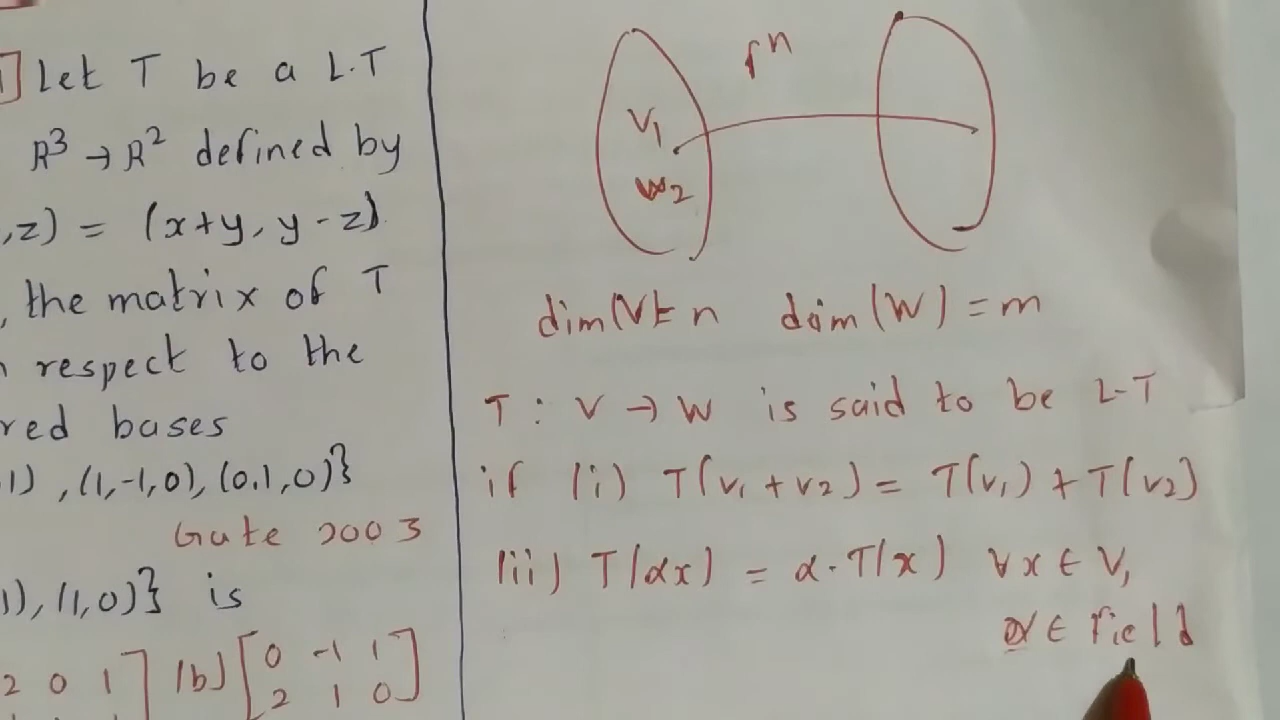 1] Let T be a L.T
R³ → R² defined by
,z) = (x+y, y-z)
, the matrix of T
respect to the
red bases
1), (1,-1,0), (0,1,0)}
Gate 2003
1), (1,0)} is
2 0 1 ] (b) [ 0 -1 1 ]
2 1 0
fⁿ
V₁
W₂
dim(V)= n dim(W) = m
T : V → W is said to be L-T
if (i) T(v₁ + v₂) = T(v₁) + T(v₂)
(ii) T(αx) = α·T(x) ∀x ∈ V,
α ∈ Field